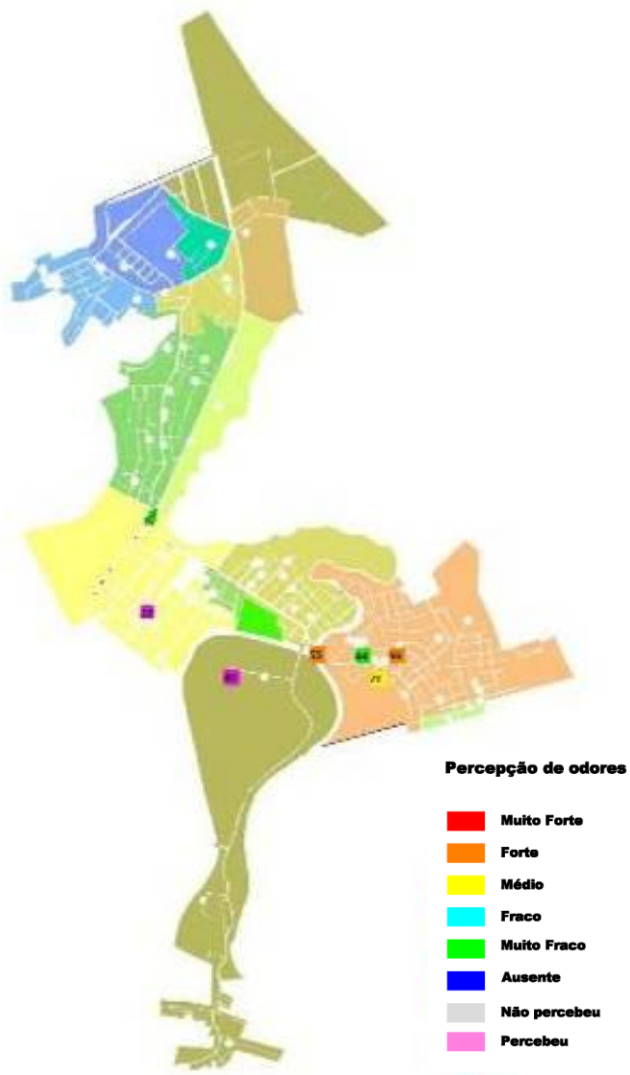 Percepção de odores
Muito Forte
Forte
Médio
Fraco
Muito Fraco
Ausente
Não percebeu
Percebeu